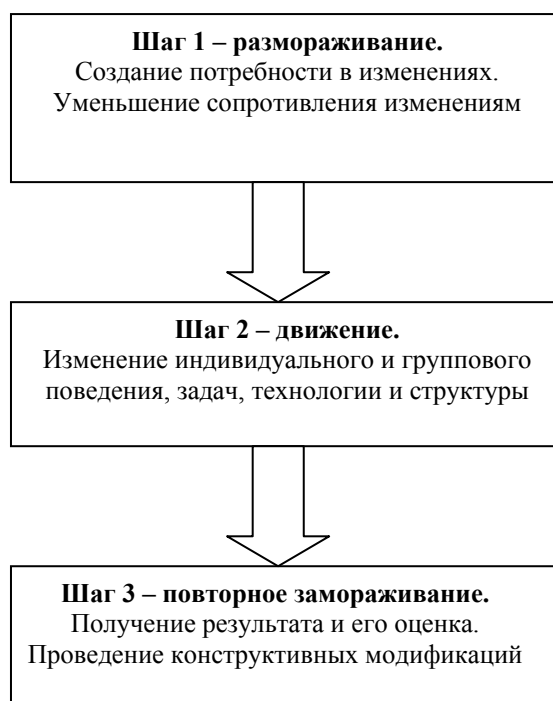 Шаг 1 – размораживание.
Создание потребности в изменениях.
Уменьшение сопротивления изменениям
Шаг 2 – движение.
Изменение индивидуального и группового
поведения, задач, технологии и структуры
Шаг 3 – повторное замораживание.
Получение результата и его оценка.
Проведение конструктивных модификаций